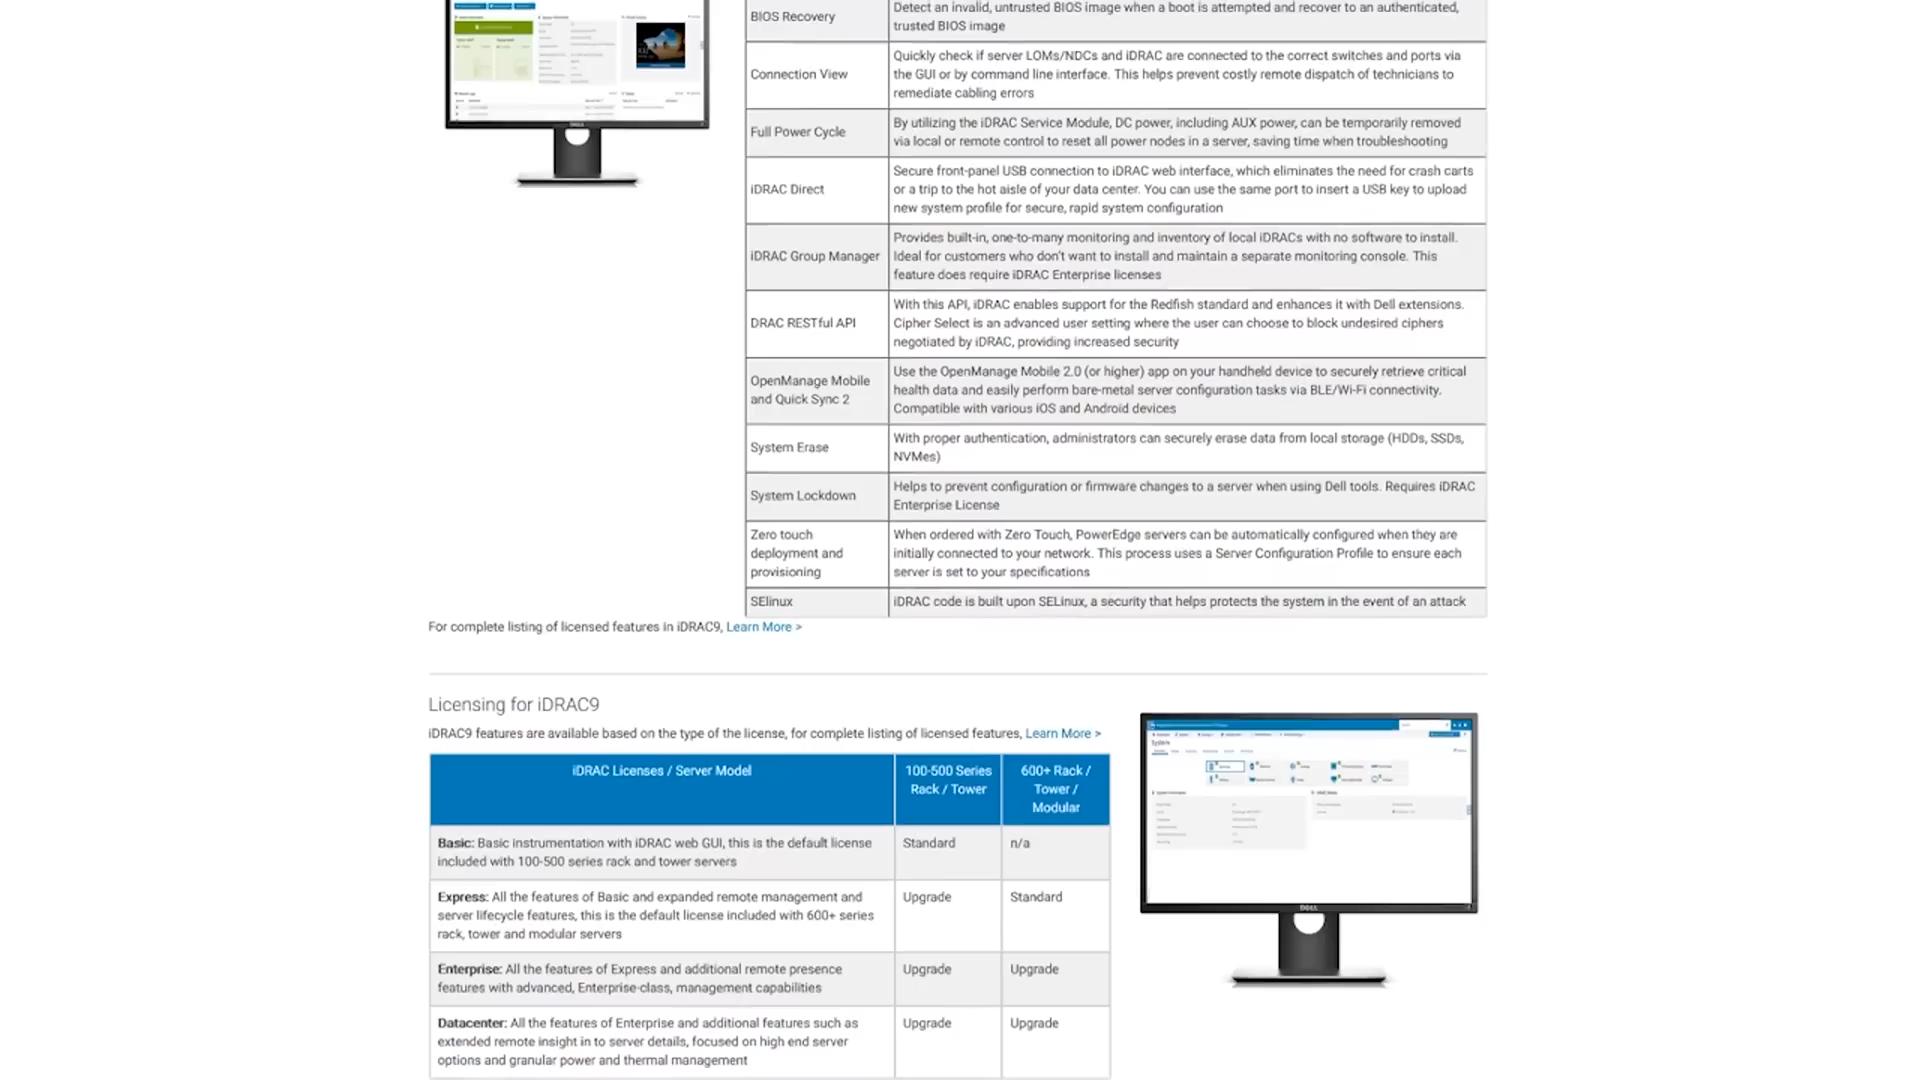 BIOS Recovery
Detect an invalid, untrusted BIOS image when a boot is attempted and recover to an authenticated,
trusted BIOS image
Connection View
Quickly check if server LOMs/NDCs and iDRAC are connected to the correct switches and ports via
the GUI or by command line interface. This helps prevent costly remote dispatch of technicians to
remediate cabling errors
Full Power Cycle
By utilizing the iDRAC Service Module, DC power, including AUX power, can be temporarily removed
via local or remote control to reset all power nodes in a server, saving time when troubleshooting
iDRAC Direct
Secure front-panel USB connection to iDRAC web interface, which eliminates the need for crash carts
or a trip to the hot aisle of your data center. You can use the same port to insert a USB key to upload
new system profile for secure, rapid system configuration
iDRAC Group Manager
Provides built-in, one-to-many monitoring and inventory of local iDRACs with no software to install.
Ideal for customers who don't want to install and maintain a separate monitoring console. This
feature does require iDRAC Enterprise licenses
DRAC RESTful API
With this API, iDRAC enables support for the Redfish standard and enhances it with Dell extensions.
Cipher Select is an advanced user setting where the user can choose to block undesired ciphers
negotiated by iDRAC, providing increased security
OpenManage Mobile
and Quick Sync 2
Use the OpenManage Mobile 2.0 (or higher) app on your handheld device to securely retrieve critical
health data and easily perform bare-metal server configuration tasks via BLE/Wi-Fi connectivity.
Compatible with various iOS and Android devices
System Erase
With proper authentication, administrators can securely erase data from local storage (HDDs, SSDs,
NVMes)
System Lockdown
Helps to prevent configuration or firmware changes to a server when using Dell tools. Requires iDRAC
Enterprise License
Zero touch
deployment and
provisioning
When ordered with Zero Touch, PowerEdge servers can be automatically configured when they are
initially connected to your network. This process uses a Server Configuration Profile to ensure each
server is set to your specifications
SElinux
iDRAC code is built upon SELinux, a security that helps protects the system in the event of an attack
For complete listing of licensed features in iDRAC9, Learn More >
Licensing for iDRAC9
iDRAC9 features are available based on the type of the license, for complete listing of licensed features, Learn More >
iDRAC Licenses / Server Model
100-500 Series
Rack / Tower
600+ Rack /
Tower /
Modular
Basic: Basic instrumentation with iDRAC web GUI, this is the default license
included with 100-500 series rack and tower servers
Standard
n/a
Express: All the features of Basic and expanded remote management and
server lifecycle features, this is the default license included with 600+ series
rack, tower and modular servers
Upgrade
Standard
Enterprise: All the features of Express and additional remote presence
features with advanced, Enterprise-class, management capabilities
Upgrade
Upgrade
Datacenter: All the features of Enterprise and additional features such as
extended remote insight in to server details, focused on high end server
options and granular power and thermal management
Upgrade
Upgrade
System
DELL